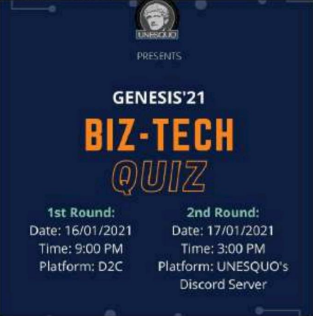 UNESQUO
PRESENTS
GENESIS'21
BIZ-TECH
QUIZ
1st Round:
Date: 16/01/2021
Time: 9:00 PM
Platform: D2C
2nd Round:
Date: 17/01/2021
Time: 3:00 PM
Platform: UNESQUO's
Discord Server